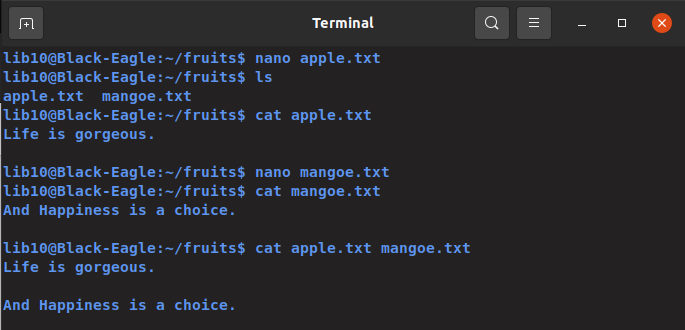 Terminal
lib10@Black-Eagle:~/fruits$ nano apple.txt
lib10@Black-Eagle:~/fruits$ ls
apple.txt  mangoe.txt
lib10@Black-Eagle:~/fruits$ cat apple.txt
Life is gorgeous.
lib10@Black-Eagle:~/fruits$ nano mangoe.txt
lib10@Black-Eagle:~/fruits$ cat mangoe.txt
And Happiness is a choice.
lib10@Black-Eagle:~/fruits$ cat apple.txt mangoe.txt
Life is gorgeous.
And Happiness is a choice.